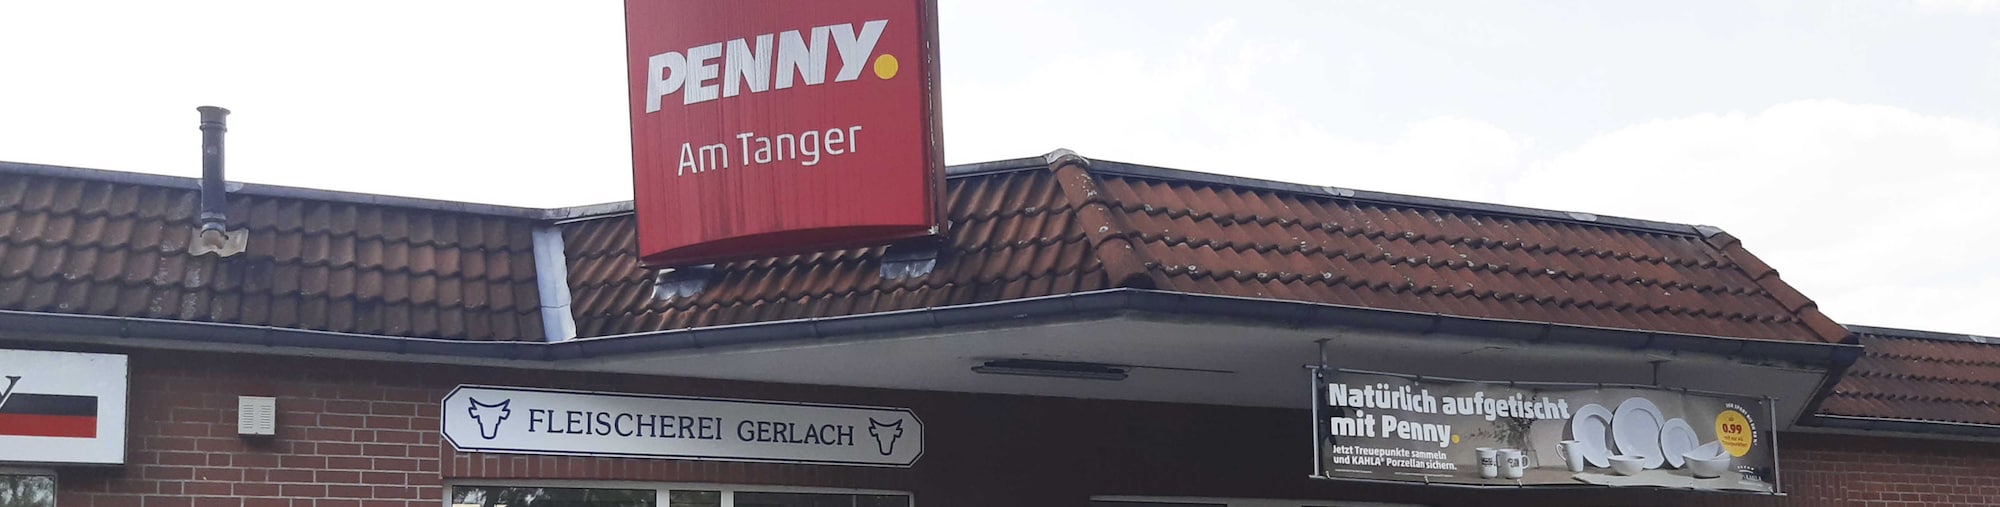 PENNY.
Am Tanger
FLEISCHEREI GERLACH
Natürlich aufgetischt
mit Penny.
Jetzt Treuepunkte sammeln
und KAHLA® Porzellan sichern.
0.99